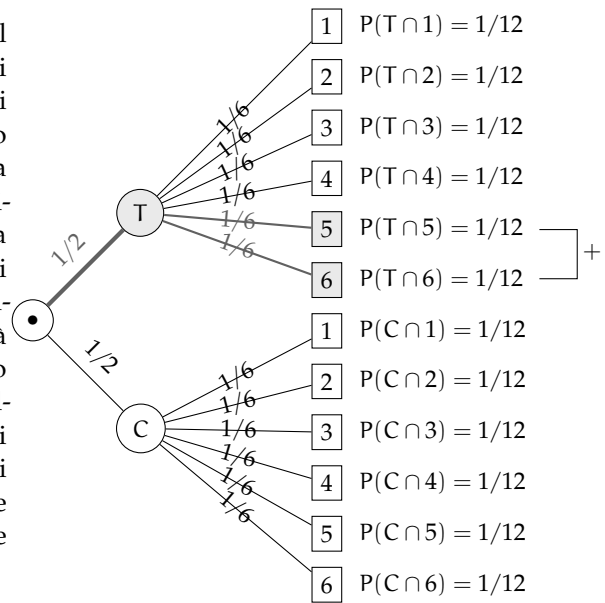 1 P(T ∩ 1) = 1/12
2 P(T ∩ 2) = 1/12
3 P(T ∩ 3) = 1/12
4 P(T ∩ 4) = 1/12
5 P(T ∩ 5) = 1/12
6 P(T ∩ 6) = 1/12
+
1/6
1/6
1/6
1/6
1/6
1/6
T
1/2
1/2
C
1 P(C ∩ 1) = 1/12
2 P(C ∩ 2) = 1/12
3 P(C ∩ 3) = 1/12
4 P(C ∩ 4) = 1/12
5 P(C ∩ 5) = 1/12
6 P(C ∩ 6) = 1/12
1/6
1/6
1/6
1/6
1/6
1/6